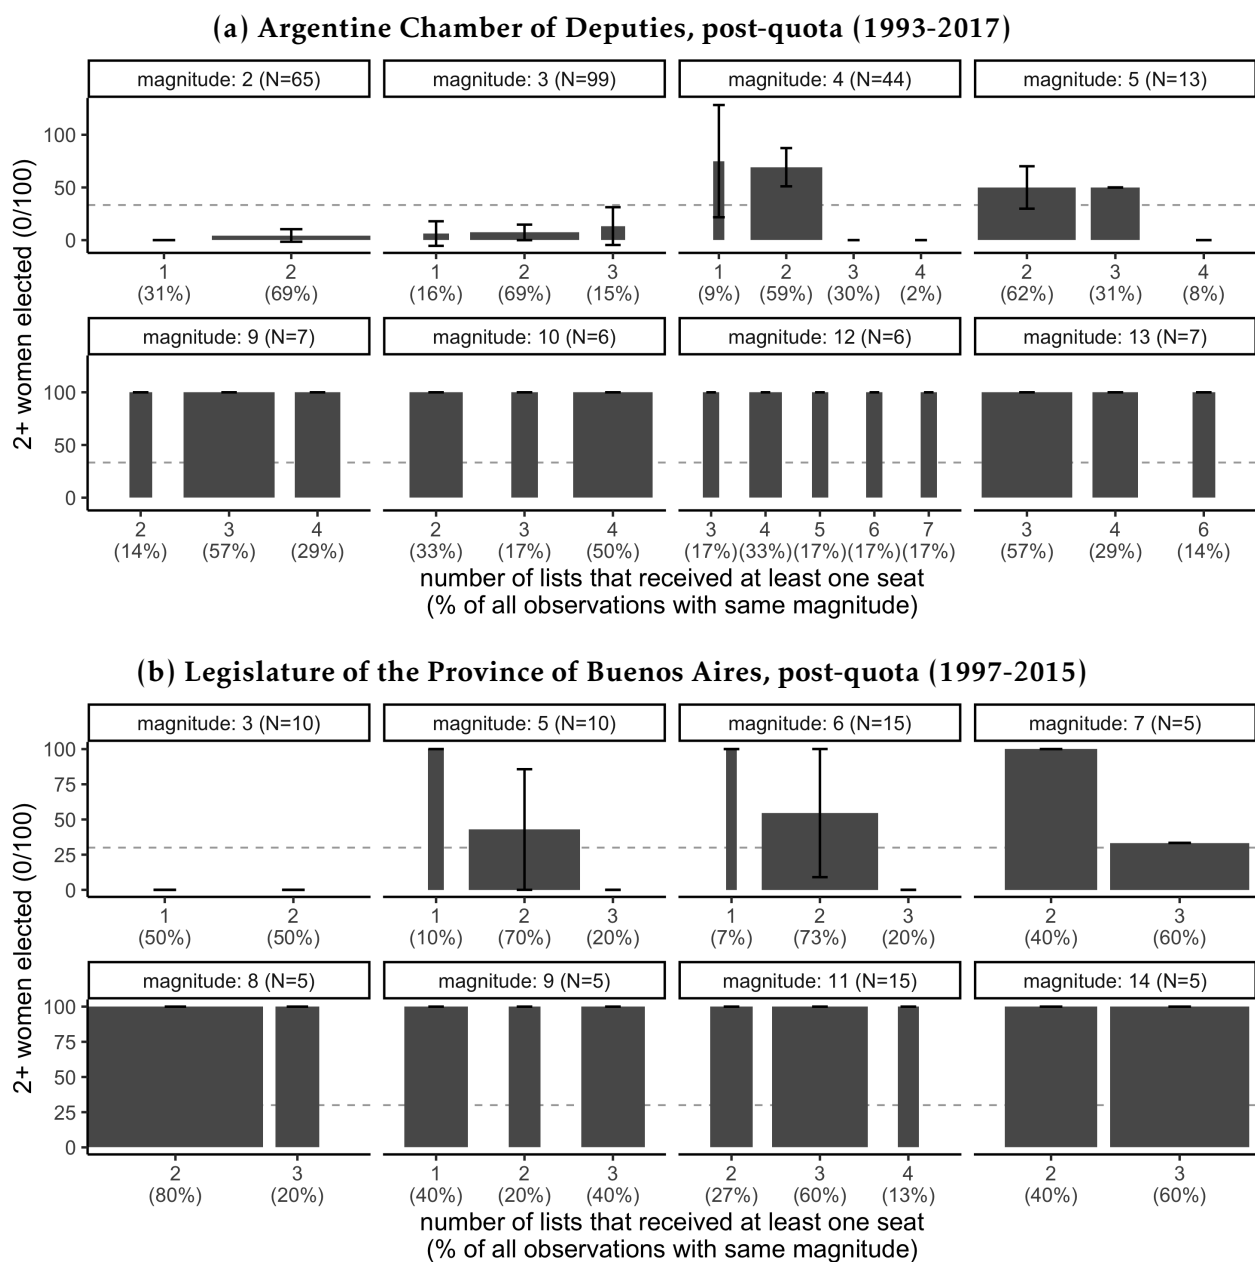 (a) Argentine Chamber of Deputies, post-quota (1993-2017)
magnitude: 2 (N=65) magnitude: 3 (N=99) magnitude: 4 (N=44) magnitude: 5 (N=13)
2+ women elected (0/100)
100
50
0
1 2 1 2 3 1 2 3 4 2 3 4
(31%) (69%) (16%) (69%) (15%) (9%) (59%) (30%) (2%) (62%) (31%) (8%)
magnitude: 9 (N=7) magnitude: 10 (N=6) magnitude: 12 (N=6) magnitude: 13 (N=7)
100
50
0
2 3 4 2 3 4 3 4 5 6 7 3 4 6
(14%) (57%) (29%) (33%) (17%) (50%) (17%) (33%) (17%) (17%) (17%) (57%) (29%) (14%)
number of lists that received at least one seat
(% of all observations with same magnitude)
(b) Legislature of the Province of Buenos Aires, post-quota (1997-2015)
magnitude: 3 (N=10) magnitude: 5 (N=10) magnitude: 6 (N=15) magnitude: 7 (N=5)
2+ women elected (0/100)
100
75
50
25
0
1 2 1 2 3 1 2 3 2 3
(50%) (50%) (10%) (70%) (20%) (7%) (73%) (20%) (40%) (60%)
magnitude: 8 (N=5) magnitude: 9 (N=5) magnitude: 11 (N=15) magnitude: 14 (N=5)
100
75
50
25
0
2 3 1 2 3 2 3 4 2 3
(80%) (20%) (40%) (20%) (40%) (27%) (60%) (13%) (40%) (60%)
number of lists that received at least one seat
(% of all observations with same magnitude)